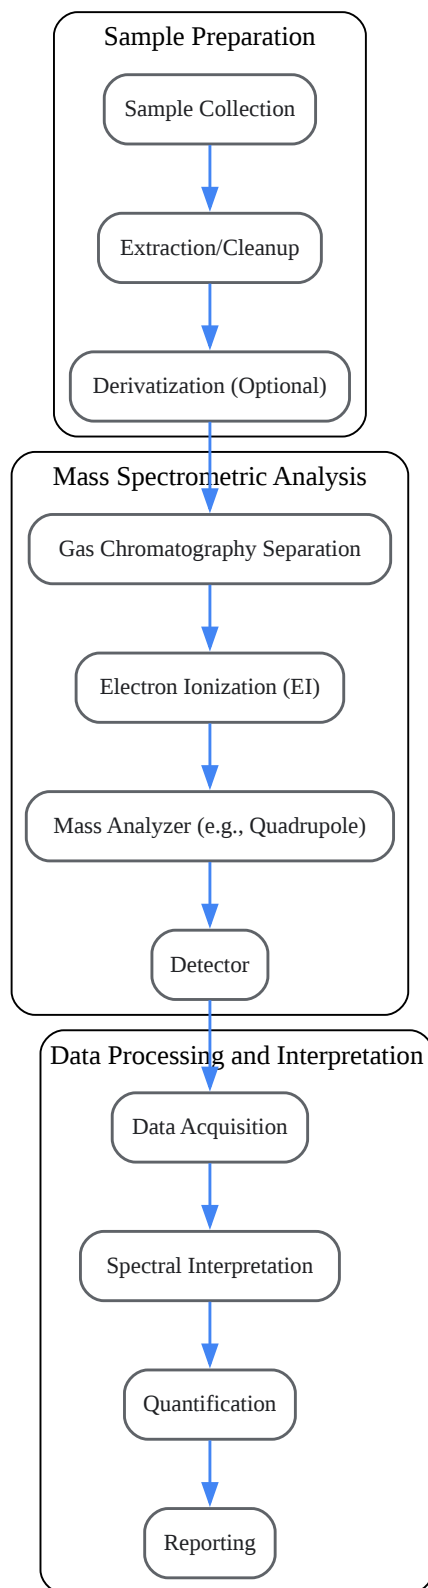 Sample Preparation
Sample Collection
Extraction/Cleanup
Derivatization (Optional)
Mass Spectrometric Analysis
Gas Chromatography Separation
Electron Ionization (EI)
Mass Analyzer (e.g., Quadrupole)
Detector
Data Processing and Interpretation
Data Acquisition
Spectral Interpretation
Quantification
Reporting